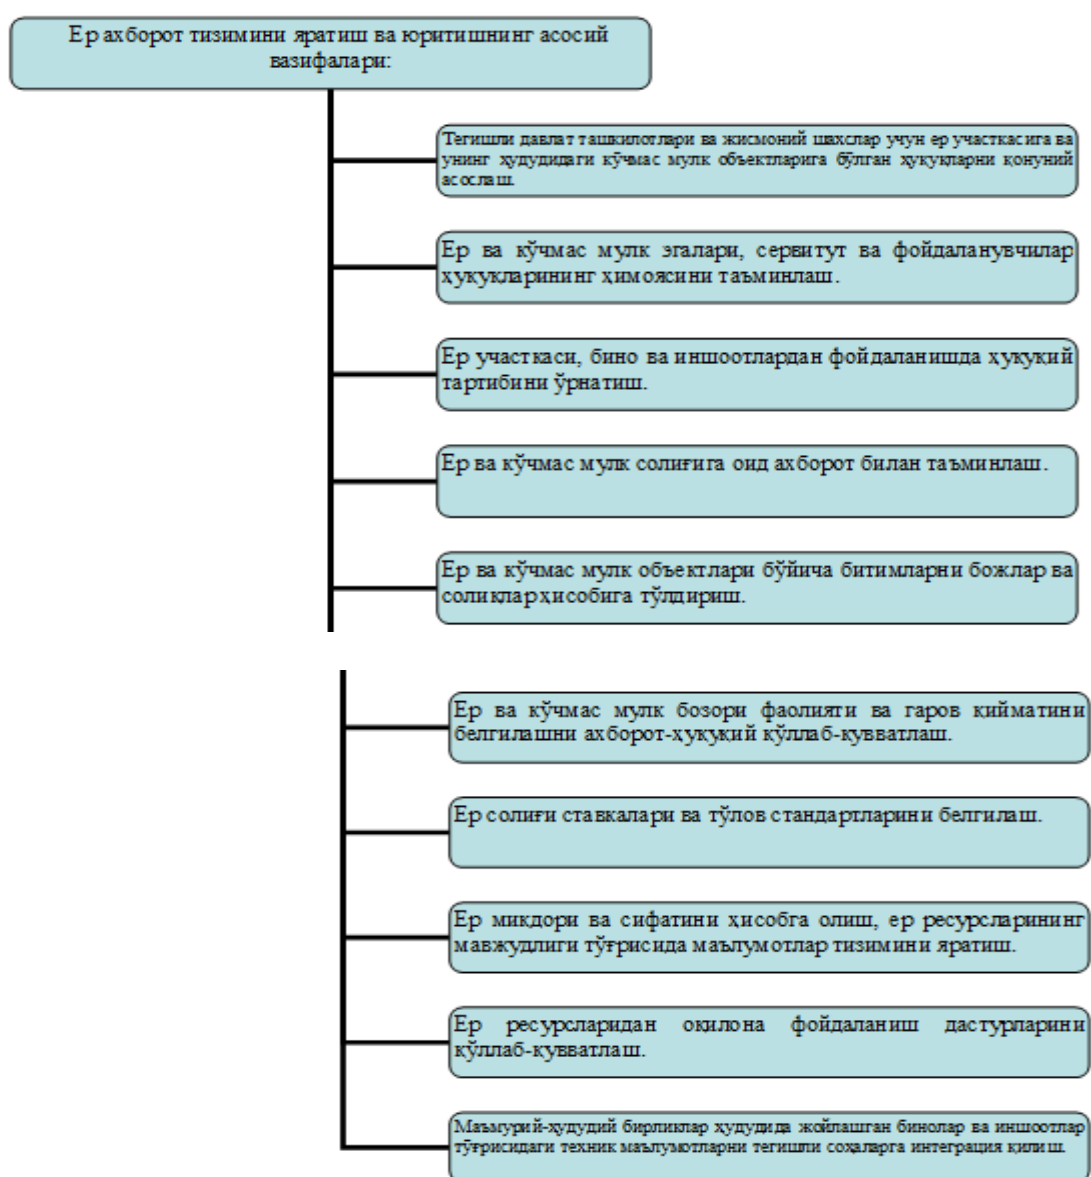 Ер ахборот тизимини яратиш ва юритишнинг асосий
вазифалари:
Тегишли давлат ташкилотлари ва жисмоний шахслар учун ер участкасига ва
унинг ҳудудидаги кўчмас мулк объектларига бўлган ҳуқуқларни қонуний
асослаш.
Ер ва кўчмас мулк эгалари, сервитут ва фойдаланувчилар
ҳуқуқларининг ҳимоясини таъминлаш.
Ер участкаси, бино ва иншоотлардан фойдаланишда ҳуқуқий
тартибини ўрнатиш.
Ер ва кўчмас мулк солиғига оид ахборот билан таъминлаш.
Ер ва кўчмас мулк объектлари бўйича битимларни божлар ва
солиқлар ҳисобига тўлдириш.
Ер ва кўчмас мулк бозори фаолияти ва гаров қийматини
белгилашни ахборот-ҳуқуқий қўллаб-қувватлаш.
Ер солиғи ставкалари ва тўлов стандартларини белгилаш.
Ер миқдори ва сифатини ҳисобга олиш, ер ресурсларининг
мавжудлиги тўғрисида маълумотлар тизимини яратиш.
Ер ресурсларидан оқилона фойдаланиш дастурларини
қўллаб-қувватлаш.
Маъмурий-ҳудудий бирликлар ҳудудида жойлашган бинолар ва иншоотлар
тўғрисидаги техник маълумотларни тегишли соҳаларга интеграция қилиш.